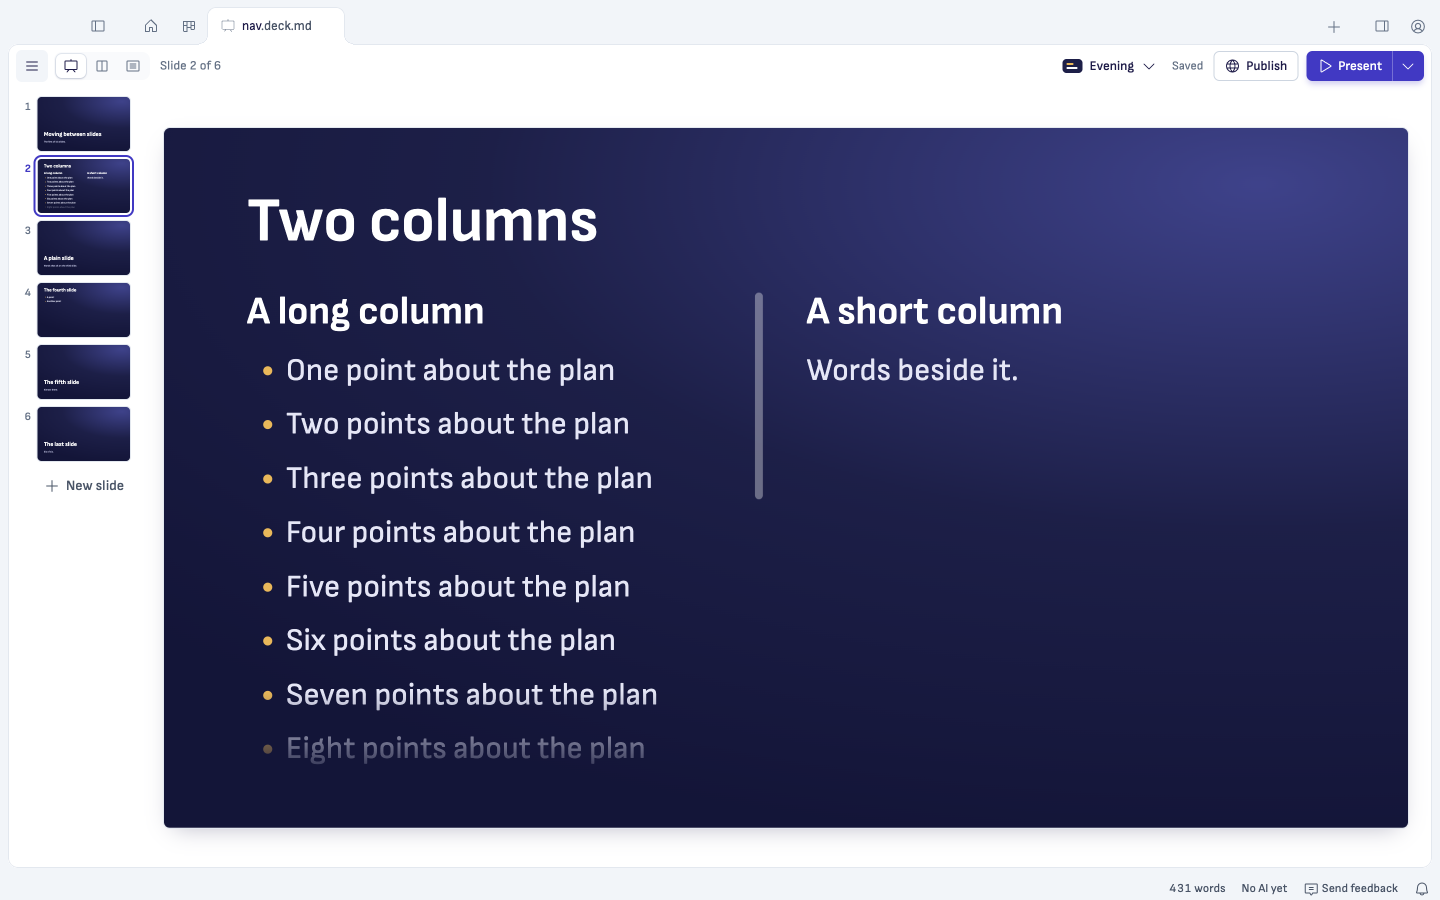 nav.deck.md
Slide 2 of 6
Evening
Saved
Publish
Present
1
Moving between slides
2
Two columns
3
A plain slide
4
The fourth slide
5
The fifth slide
6
The last slide
New slide
Two columns
A long column
One point about the plan
Two points about the plan
Three points about the plan
Four points about the plan
Five points about the plan
Six points about the plan
Seven points about the plan
Eight points about the plan
A short column
Words beside it.
431 words
No AI yet
Send feedback